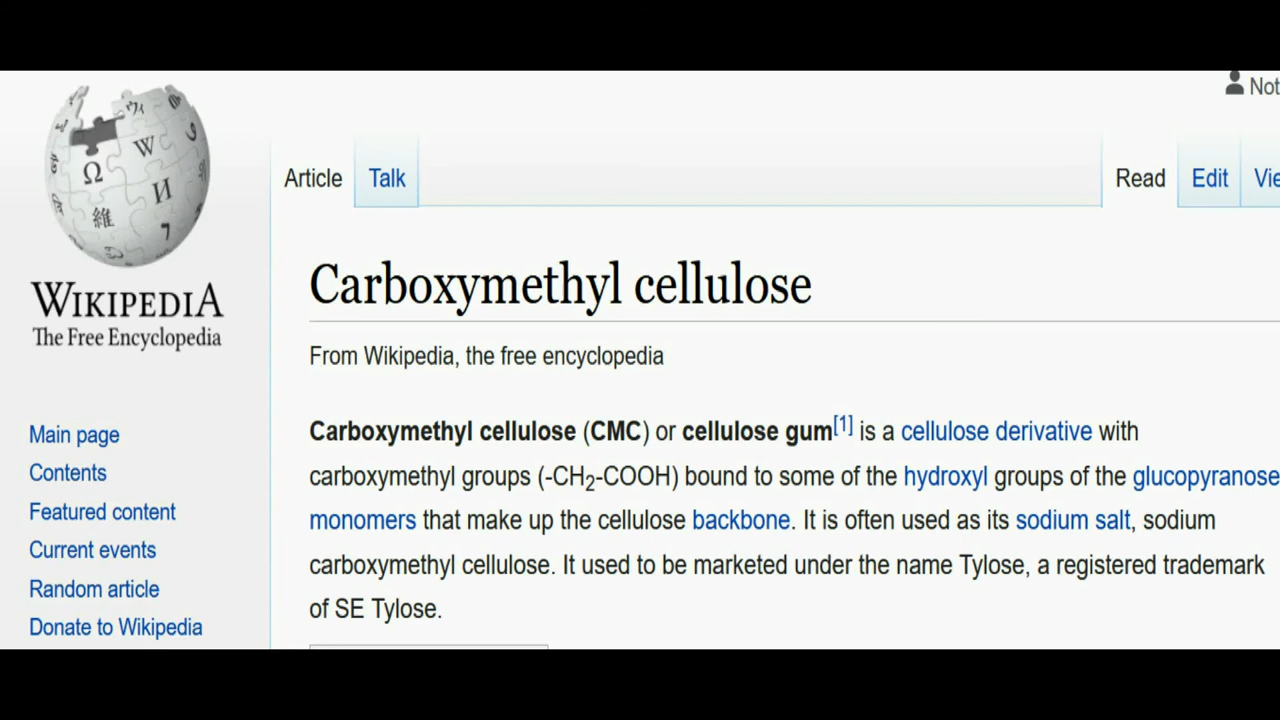 Not
Article Talk Read Edit Vie
WIKIPEDIA
The Free Encyclopedia
Main page
Contents
Featured content
Current events
Random article
Donate to Wikipedia
Carboxymethyl cellulose
From Wikipedia, the free encyclopedia
Carboxymethyl cellulose (CMC) or cellulose gum[1] is a cellulose derivative with
carboxymethyl groups (-CH2-COOH) bound to some of the hydroxyl groups of the glucopyranose
monomers that make up the cellulose backbone. It is often used as its sodium salt, sodium
carboxymethyl cellulose. It used to be marketed under the name Tylose, a registered trademark
of SE Tylose.